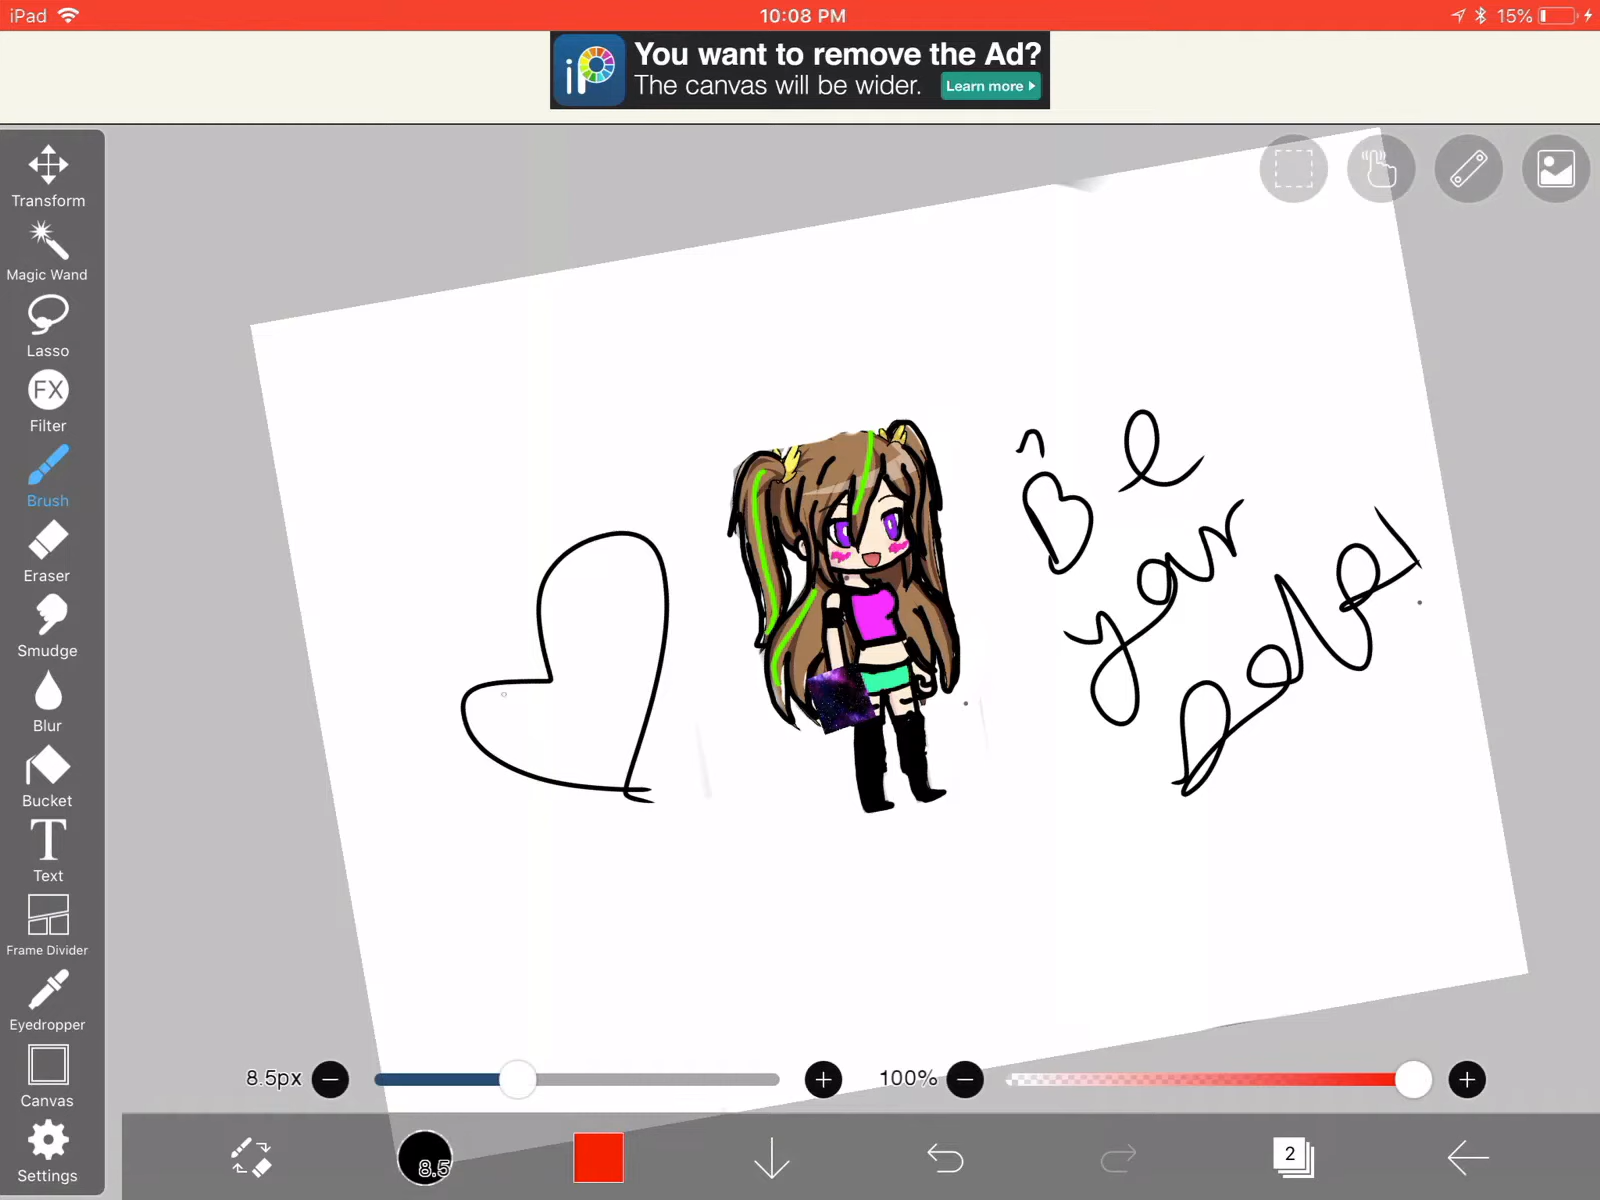 iPad
10:08 PM
15%
You want to remove the Ad?
The canvas will be wider.
Learn more
iP
Transform
Magic Wand
Lasso
FX
Filter
Brush
Eraser
Smudge
Blur
Bucket
T
Text
Frame Divider
Eyedropper
Canvas
Settings
Be
your
8.5px
100%
8.5
2